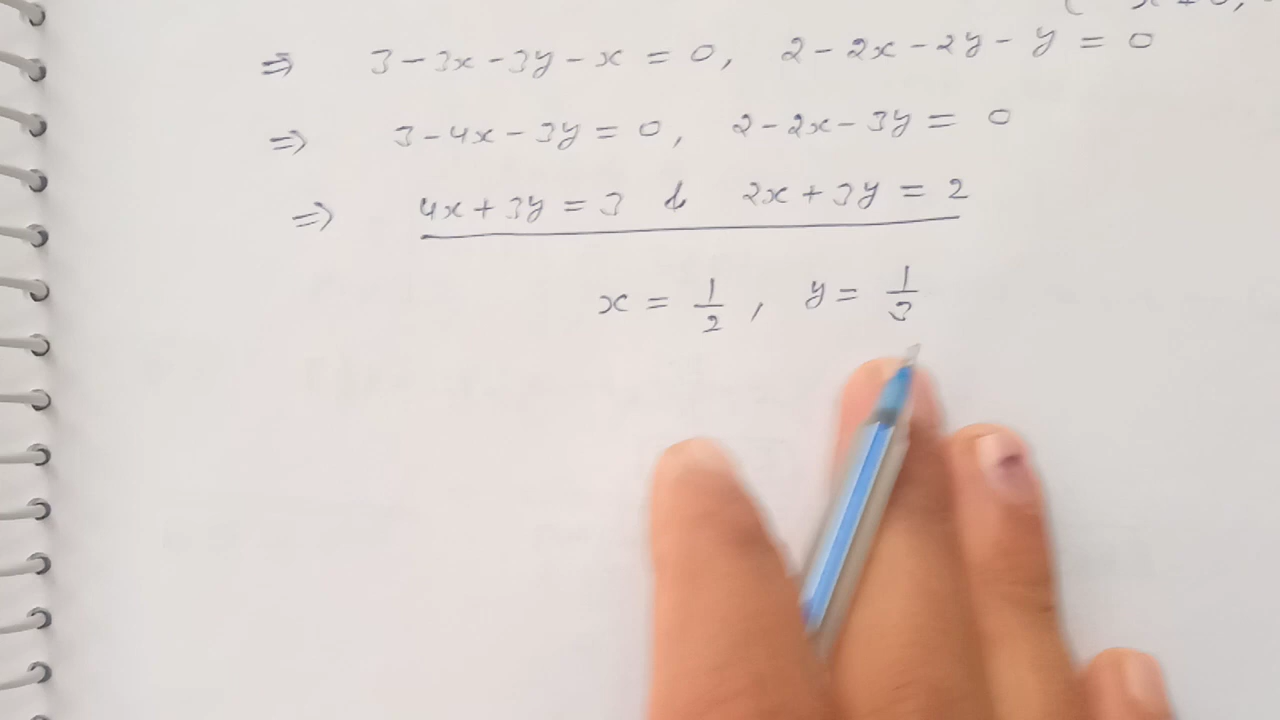 ⇒ 3 - 3x - 3y - x = 0, 2 - 2x - 2y - y = 0
⇒ 3 - 4x - 3y = 0, 2 - 2x - 3y = 0
⇒ 4x + 3y = 3 & 2x + 3y = 2
x = 1/2, y = 1/3